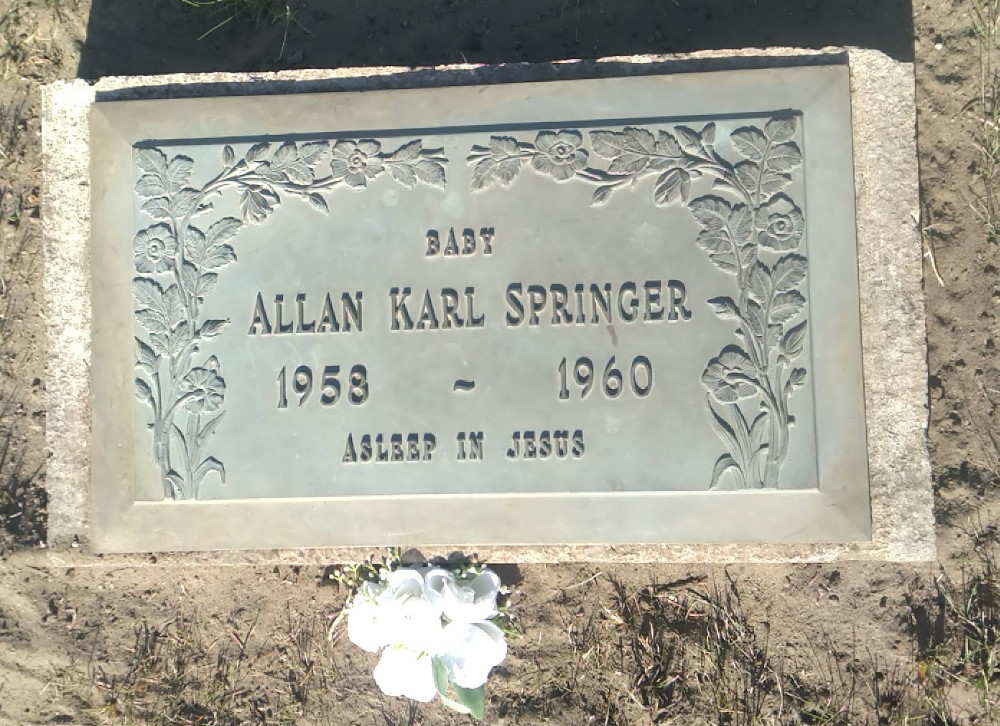 BABY
ALLAN KARL SPRINGER
1958 - 1960
ASLEEP IN JESUS